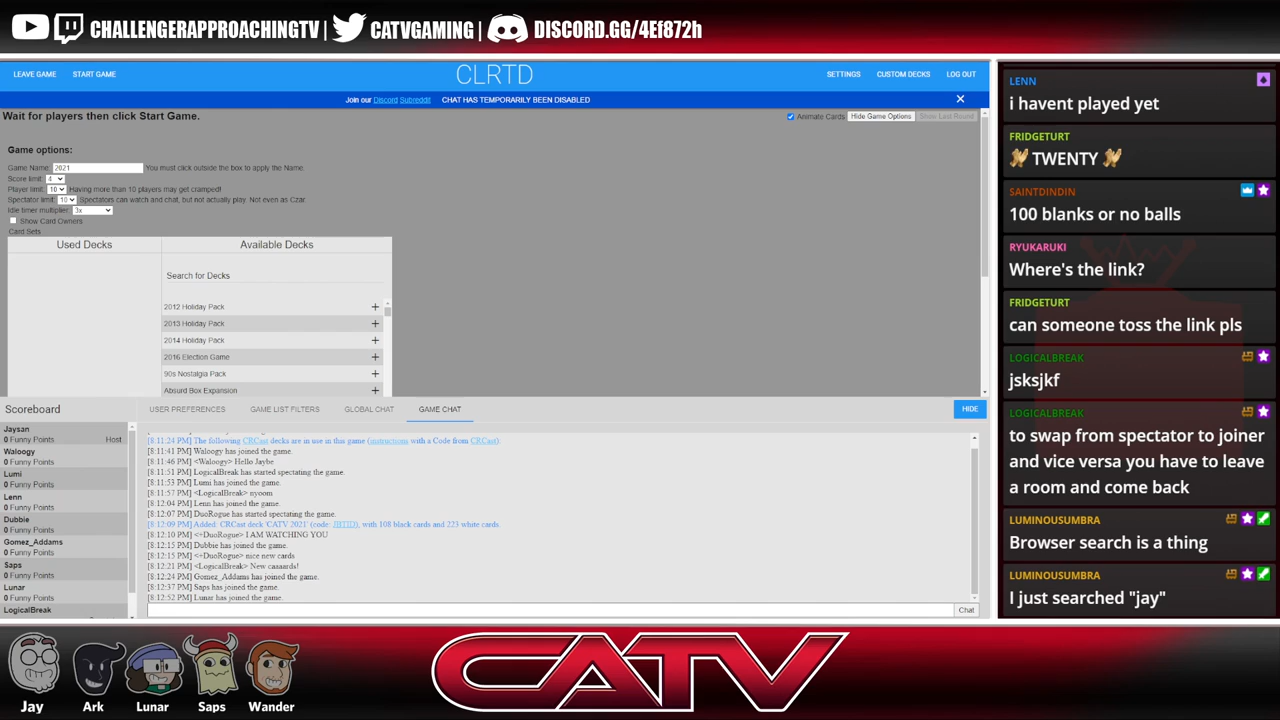 CHALLENGERAPPROACHINGTV | CATVGAMING | DISCORD.GG/4Ef872h
LEAVE GAME START GAME CLRTD SETTINGS CUSTOM DECKS LOG OUT
Join our Discord Subreddit CHAT HAS TEMPORARILY BEEN DISABLED ✕
Wait for players then click Start Game.
Animate Cards Hide Game Options Show Last Round
Game options:
Game Name: 2021 You must click outside the box to apply the Name.
Score limit: 4
Player limit: 10 Having more than 10 players may get cramped!
Spectator limit: 10 Spectators can watch and chat, but not actually play. Not even as Czar.
Idle timer multiplier: 3x
Show Card Owners
Card Sets
Used Decks
Available Decks
Search for Decks
2012 Holiday Pack +
2013 Holiday Pack +
2014 Holiday Pack +
2016 Election Game +
90s Nostalgia Pack +
Absurd Box Expansion +
Scoreboard
Jaysan
0 Funny Points Host
Waloogy
0 Funny Points
Lumi
0 Funny Points
Lenn
0 Funny Points
Dubbie
0 Funny Points
Gomez_Addams
0 Funny Points
Saps
0 Funny Points
Lunar
0 Funny Points
LogicalBreak
USER PREFERENCES GAME LIST FILTERS GLOBAL CHAT GAME CHAT HIDE
[8:11:24 PM] The following CRCast decks are in use in this game (instructions with a Code from CRCast).
[8:11:41 PM] Waloogy has joined the game.
[8:11:46 PM] <Waloogy> Hello Jaybe
[8:11:51 PM] LogicalBreak has started spectating the game.
[8:11:53 PM] Lumi has joined the game.
[8:11:57 PM] <LogicalBreak> nyoom
[8:12:04 PM] Lenn has joined the game.
[8:12:07 PM] DuoRogue has started spectating the game.
[8:12:09 PM] Added: CRCast deck 'CATV 2021' (code: ), with 108 black cards and 223 white cards.
[8:12:10 PM] <+DuoRogue> I AM WATCHING YOU
[8:12:15 PM] Dubbie has joined the game.
[8:12:15 PM] <+DuoRogue> nice new cards
[8:12:21 PM] <LogicalBreak> New caaaards!
[8:12:24 PM] Gomez_Addams has joined the game.
[8:12:37 PM] Saps has joined the game.
[8:12:52 PM] Lunar has joined the game.
Chat
LENN
i havent played yet
FRIDGETURT
TWENTY
SAINTDINDIN
100 blanks or no balls
RYUKARUKI
Where's the link?
FRIDGETURT
can someone toss the link pls
LOGICALBREAK
jsksjkf
LOGICALBREAK
to swap from spectator to joiner
and vice versa you have to leave
a room and come back
LUMINOUSUMBRA
Browser search is a thing
LUMINOUSUMBRA
I just searched "jay"
Jay Ark Lunar Saps Wander
CATV